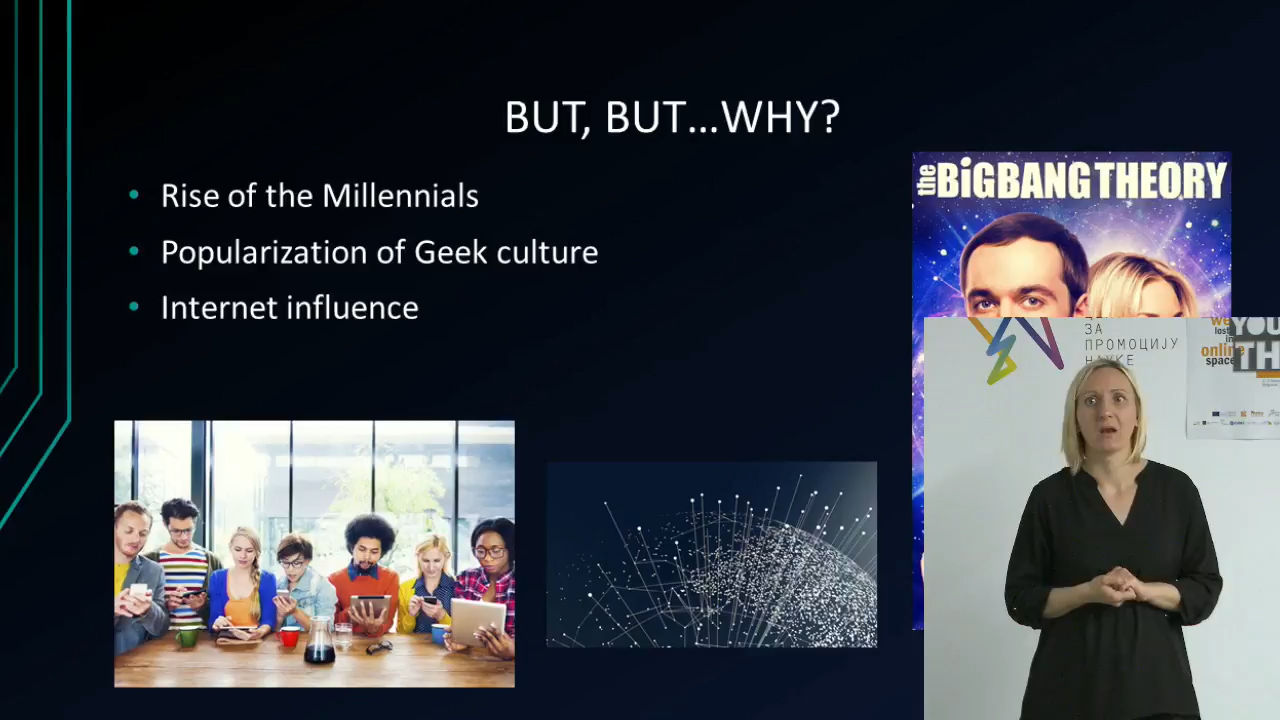 BUT, BUT...WHY?
• Rise of the Millennials
• Popularization of Geek culture
• Internet influence
the BiGBANG THEORY
ЗА
ПРОМОЦИЈУ
НАУКЕ
we
lost
in
online
space
YOU
TH